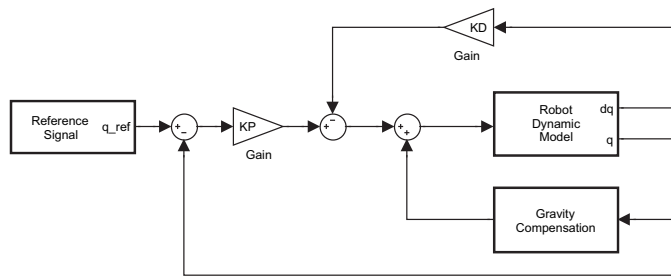 KD
Gain
Reference
Signal
q_ref
+
−
KP
Gain
−
+
+
+
Robot
Dynamic
Model
dq
q
Gravity
Compensation